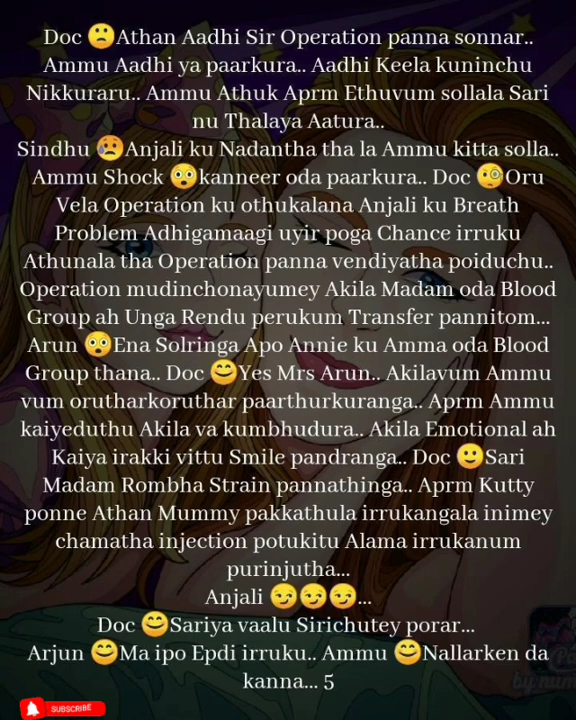 Doc 🙁Athan Aadhi Sir Operation panna sonnar..
Ammu Aadhi ya paarkura.. Aadhi Keela kuninchu
Nikkuraru.. Ammu Athuk Aprm Ethuvum sollala Sari
nu Thalaya Aatura..
Sindhu 😥Anjali ku Nadantha tha la Ammu kitta solla..
Ammu Shock 😲kanneer oda paarkura.. Doc 🧐Oru
Vela Operation ku othukalana Anjali ku Breath
Problem Adhigamaagi uyir poga Chance irruku
Athunala tha Operation panna vendiyatha poiduchu..
Operation mudinchonayumey Akila Madam oda Blood
Group ah Unga Rendu perukum Transfer pannitom...
Arun 😲Ena Solringa Apo Annie ku Amma oda Blood
Group thana.. Doc 😊Yes Mrs Arun.. Akilavum Ammu
vum orutharkoruthar paarthurkuranga.. Aprm Ammu
kaiyeduthu Akila va kumbhudura.. Akila Emotional ah
Kaiya irakki vittu Smile pandranga.. Doc 🙂Sari
Madam Rombha Strain pannathinga.. Aprm Kutty
ponne Athan Mummy pakkathula irrukangala inimey
chamatha injection potukitu Alama irrukanum
purinjutha...
Anjali 😏😏😏...
Doc 😊Sariya vaalu Sirichutey porar...
Arjun 😊Ma ipo Epdi irruku.. Ammu 😊Nallarken da
kanna... 5
SUBSCRIBE